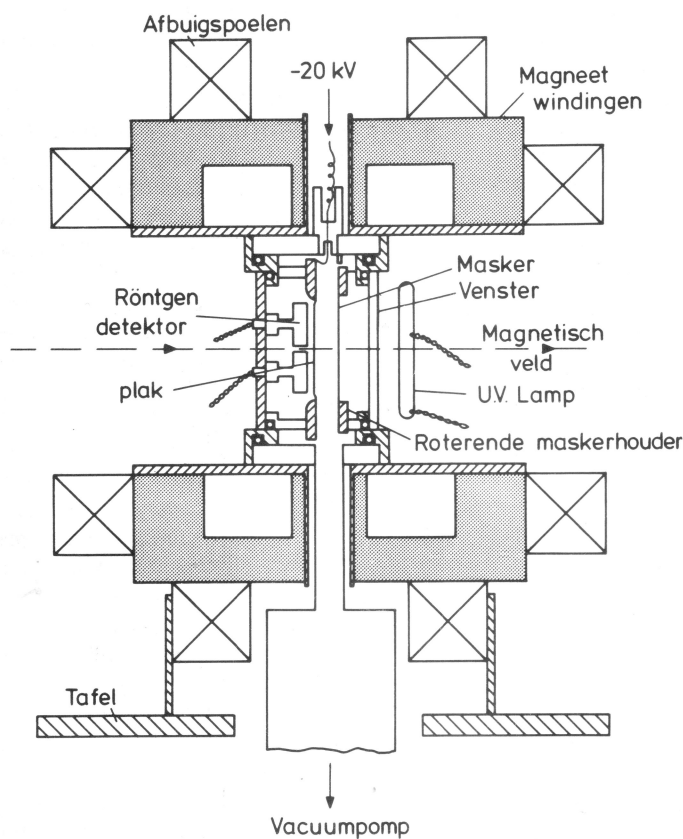 Afbuigspoelen
-20 kV
Magneet
windingen
Masker
Venster
Röntgen
detektor
Magnetisch
veld
plak
U.V. Lamp
Roterende maskerhouder
Tafel
Vacuumpomp